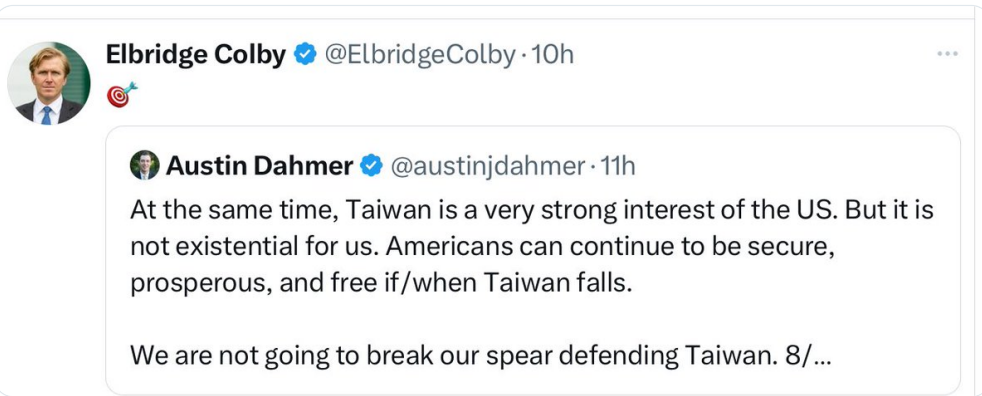 Elbridge Colby @ElbridgeColby · 10h
🎯
Austin Dahmer @austinjdahmer · 11h
At the same time, Taiwan is a very strong interest of the US. But it is
not existential for us. Americans can continue to be secure,
prosperous, and free if/when Taiwan falls.
We are not going to break our spear defending Taiwan. 8/...